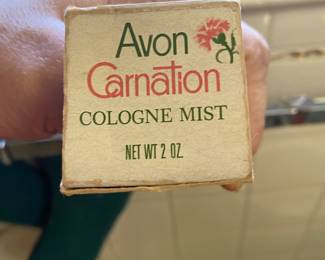 Avon
Carnation
COLOGNE MIST
NET WT 2 OZ.